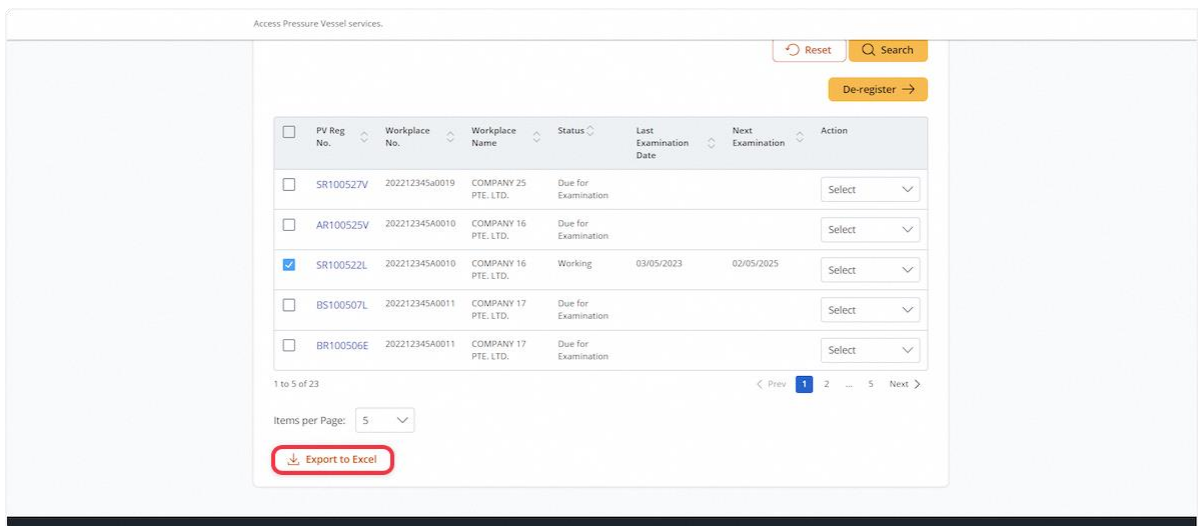 Access Pressure Vessel services.
Reset
Search
De-register
PV Reg No.
Workplace No.
Workplace Name
Status
Last Examination Date
Next Examination
Action
SR100527V 202212345a0019 COMPANY 25 PTE. LTD. Due for Examination Select
AR100525V 202212345A0010 COMPANY 16 PTE. LTD. Due for Examination Select
SR100522L 202212345A0010 COMPANY 16 PTE. LTD. Working 03/05/2023 02/05/2025 Select
BS100507L 202212345A0011 COMPANY 17 PTE. LTD. Due for Examination Select
BR100506E 202212345A0011 COMPANY 17 PTE. LTD. Due for Examination Select
1 to 5 of 23
Prev 1 2 ... 5 Next
Items per Page: 5
Export to Excel